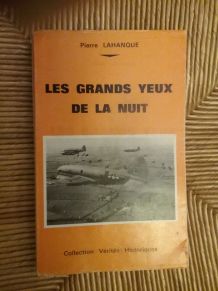 Pierre LAHANQUE
LES GRANDS YEUX
DE LA NUIT
Collection Vérités-Historiques